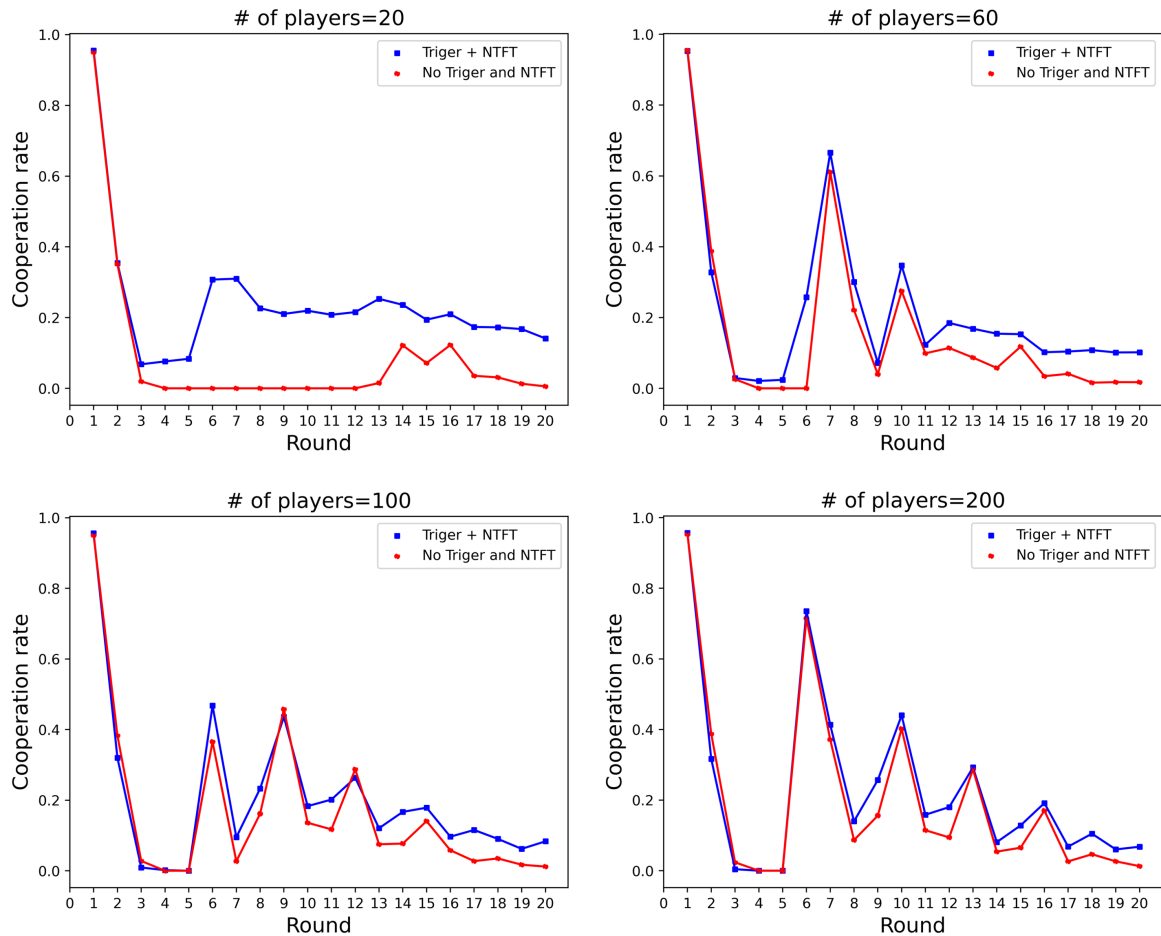 # of players=20
1.0
0.8
0.6
0.4
0.2
0.0
Cooperation rate
Triger + NTFT
No Triger and NTFT
0 1 2 3 4 5 6 7 8 9 10 11 12 13 14 15 16 17 18 19 20
Round
# of players=60
1.0
0.8
0.6
0.4
0.2
0.0
Cooperation rate
Triger + NTFT
No Triger and NTFT
0 1 2 3 4 5 6 7 8 9 10 11 12 13 14 15 16 17 18 19 20
Round
# of players=100
1.0
0.8
0.6
0.4
0.2
0.0
Cooperation rate
Triger + NTFT
No Triger and NTFT
0 1 2 3 4 5 6 7 8 9 10 11 12 13 14 15 16 17 18 19 20
Round
# of players=200
1.0
0.8
0.6
0.4
0.2
0.0
Cooperation rate
Triger + NTFT
No Triger and NTFT
0 1 2 3 4 5 6 7 8 9 10 11 12 13 14 15 16 17 18 19 20
Round